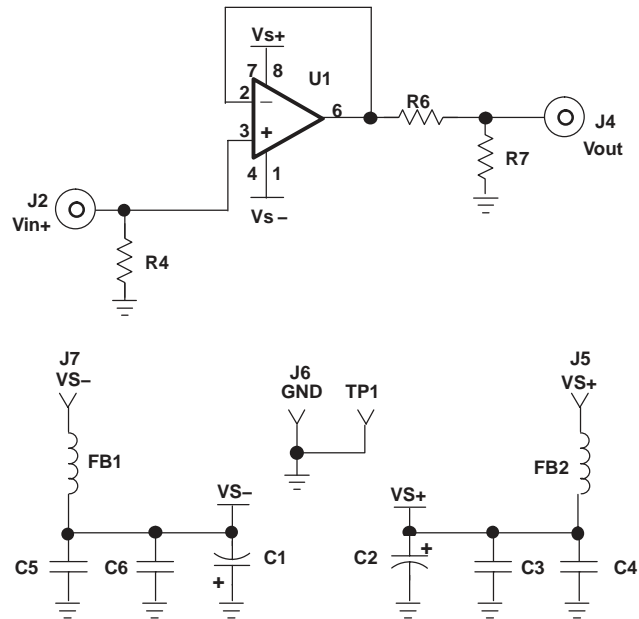 Vs+
7 8 U1
2 −
6 R6
3 +
J4
Vout
R7
4 1
J2
Vin+
Vs −
R4
J7
VS−
J6
GND
TP1
J5
VS+
FB1
FB2
VS−
VS+
C5
C6
C1
+
C2
+
C3
C4